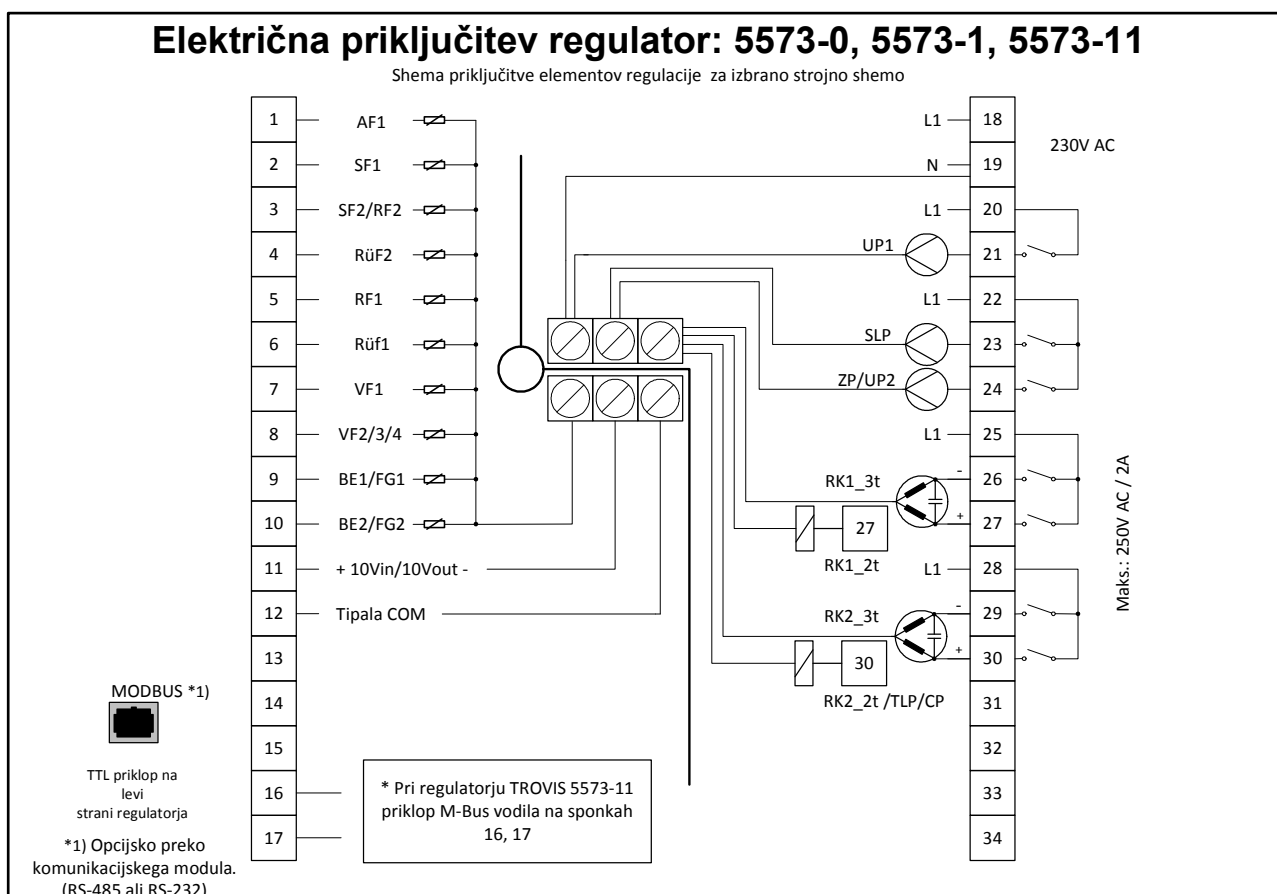 Električna priključitev regulator: 5573-0, 5573-1, 5573-11
Shema priključitve elementov regulacije za izbrano strojno shemo
1 AF1
2 SF1
3 SF2/RF2
4 RüF2
5 RF1
6 Rüf1
7 VF1
8 VF2/3/4
9 BE1/FG1
10 BE2/FG2
11 + 10Vin/10Vout -
12 Tipala COM
13
14
15
16
17
MODBUS *1)
TTL priklop na
levi
strani regulatorja
*1) Opcijsko preko
komunikacijskega modula.
(RS-485 ali RS-232)
* Pri regulatorju TROVIS 5573-11
priklop M-Bus vodila na sponkah
16, 17
L1 18
230V AC
N 19
L1 20
UP1 21
L1 22
SLP 23
ZP/UP2 24
L1 25
RK1_3t - 26
+ 27
27
RK1_2t
L1 28
RK2_3t - 29
+ 30
30
RK2_2t /TLP/CP
31
32
33
34
Maks.: 250V AC / 2A